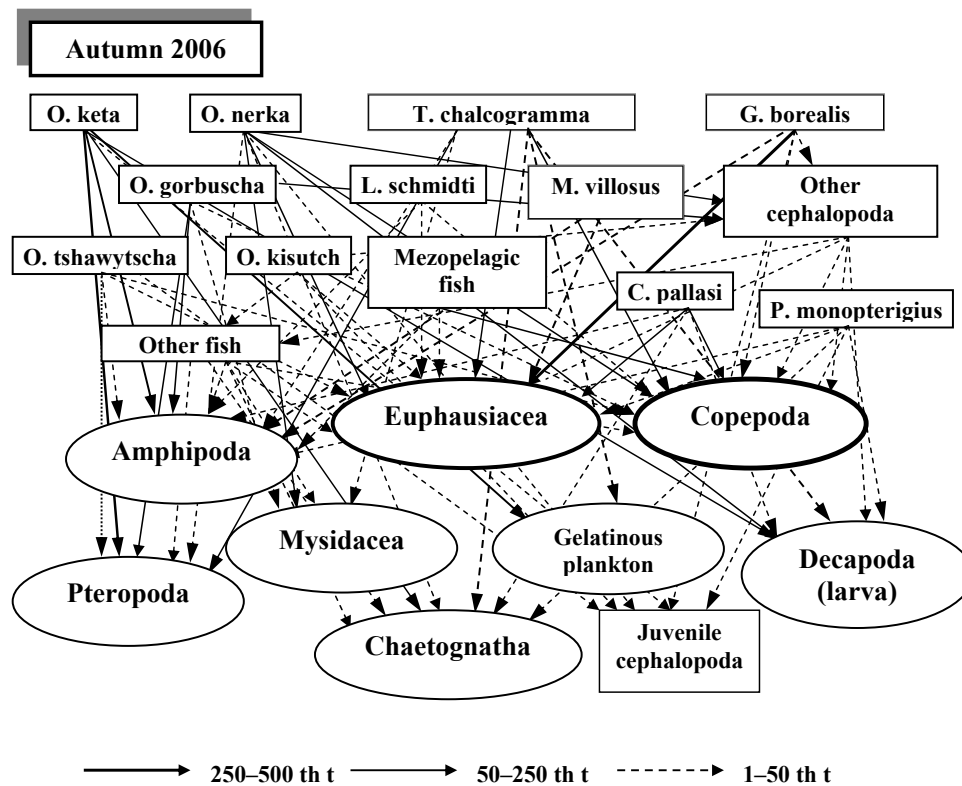 Autumn 2006
O. keta
O. nerka
T. chalcogramma
G. borealis
O. gorbuscha
L. schmidti
M. villosus
Other
cephalopoda
O. tshawytscha
O. kisutch
Mezopelagic
fish
C. pallasi
P. monopterigius
Other fish
Euphausiacea
Copepoda
Amphipoda
Mysidacea
Gelatinous
plankton
Decapoda
(larva)
Pteropoda
Chaetognatha
Juvenile
cephalopoda
250–500 th t
50–250 th t
1–50 th t